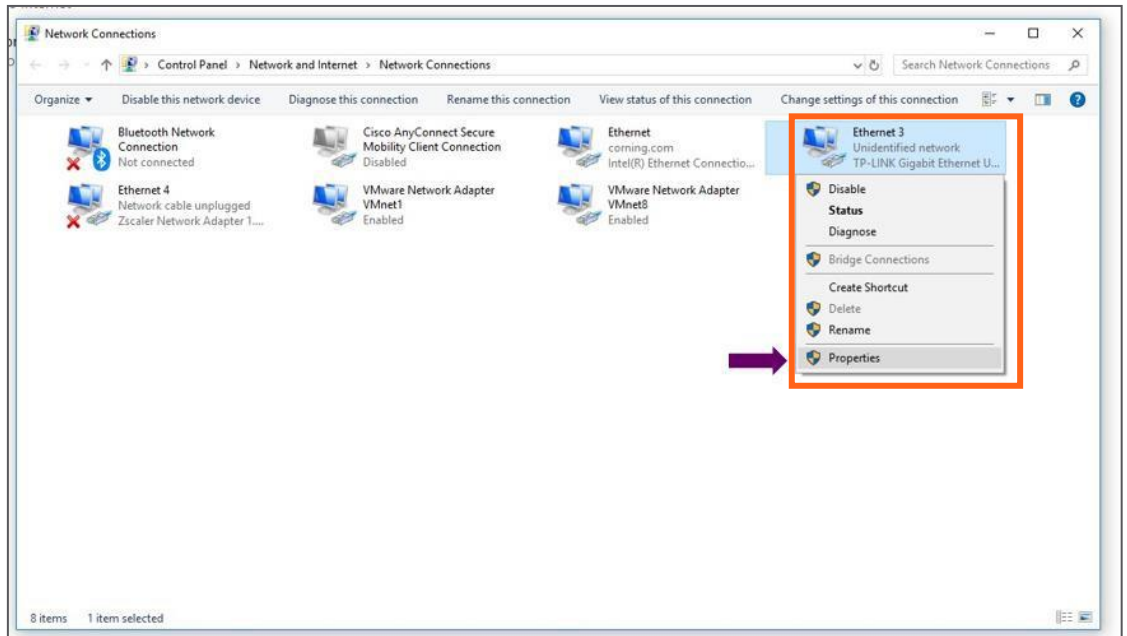 Network Connections
Control Panel > Network and Internet > Network Connections
Search Network Connections
Organize
Disable this network device
Diagnose this connection
Rename this connection
View status of this connection
Change settings of this connection
Bluetooth Network
Connection
Not connected
Cisco AnyConnect Secure
Mobility Client Connection
Disabled
Ethernet
corning.com
Intel(R) Ethernet Connectio...
Ethernet 3
Unidentified network
TP-LINK Gigabit Ethernet U...
Ethernet 4
Network cable unplugged
Zscaler Network Adapter 1....
VMware Network Adapter
VMnet1
Enabled
VMware Network Adapter
VMnet8
Enabled
Disable
Status
Diagnose
Bridge Connections
Create Shortcut
Delete
Rename
Properties
8 items
1 item selected